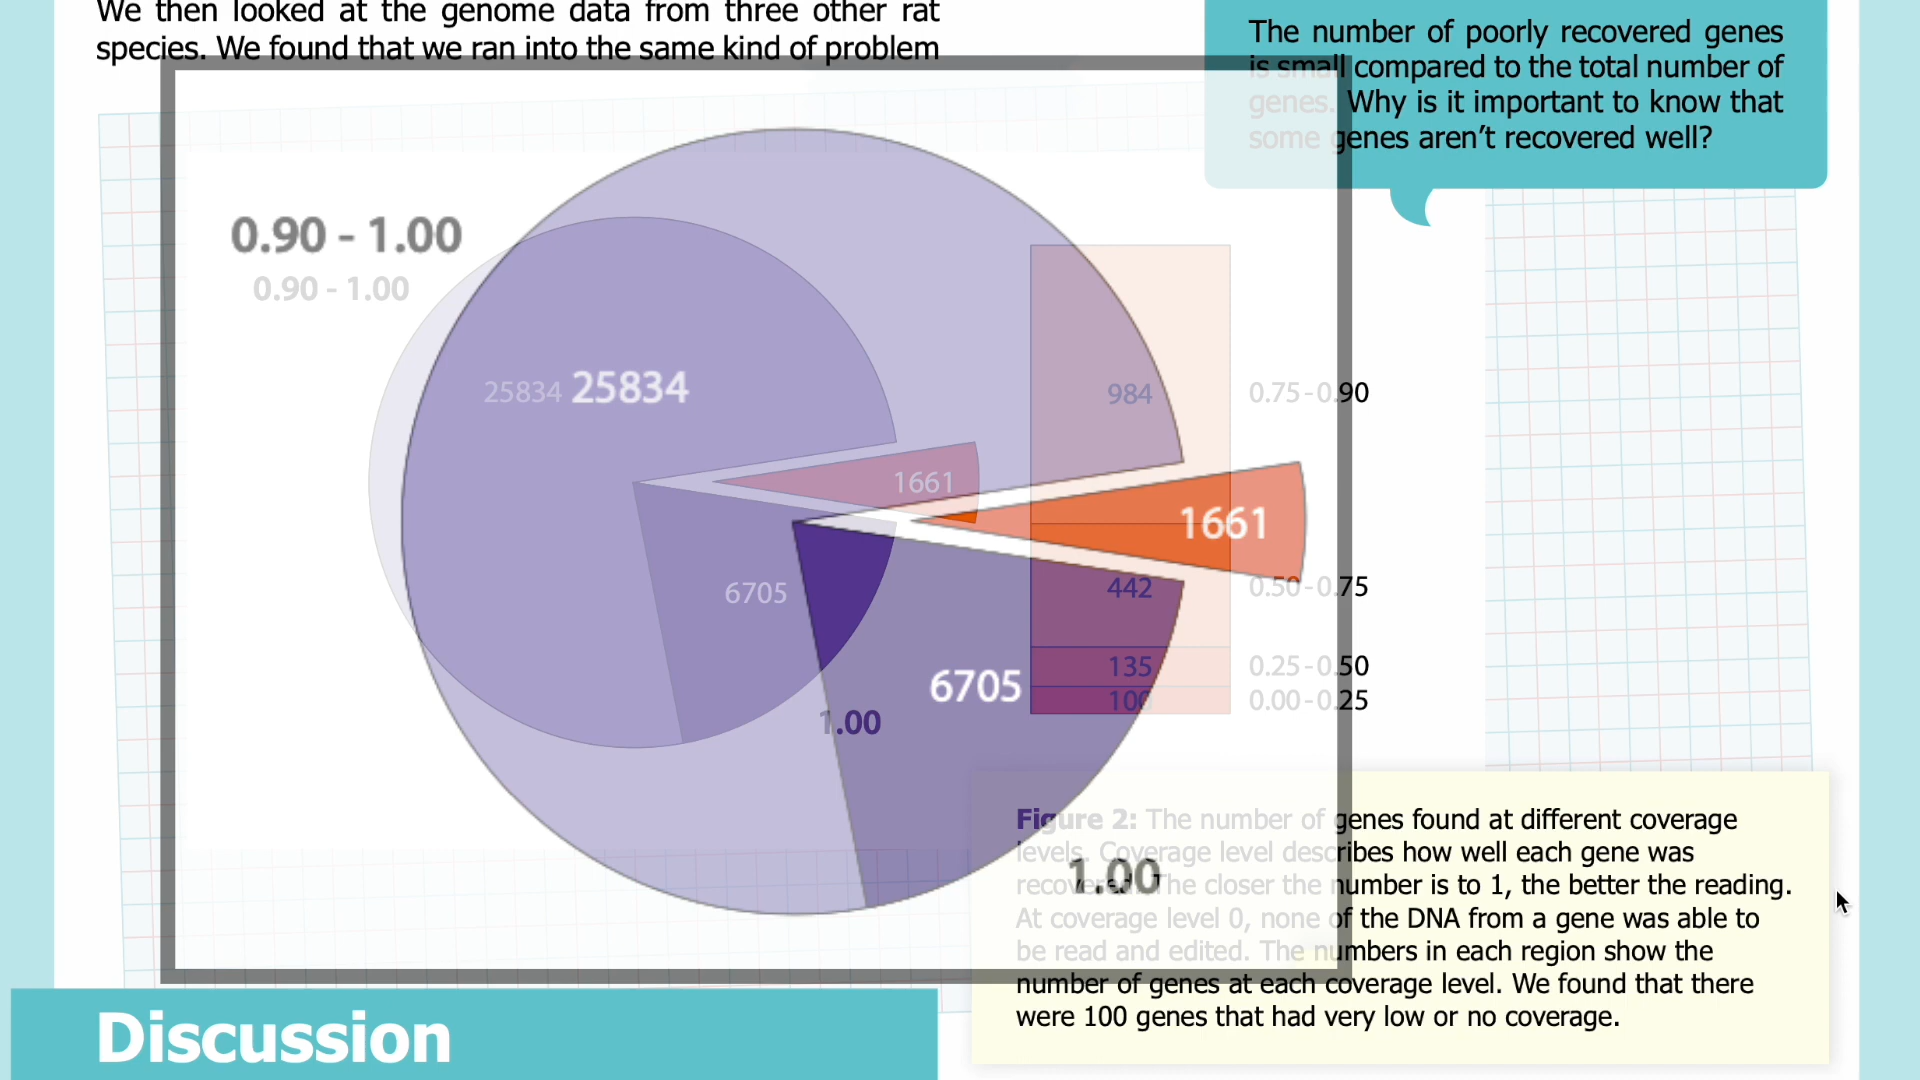 We then looked at the genome data from three other rat
species. We found that we ran into the same kind of problem
The number of poorly recovered genes
is small compared to the total number of
genes. Why is it important to know that
some genes aren't recovered well?
0.90 - 1.00
0.90 - 1.00
25834
25834
984
0.75 - 0.90
1661
1661
442
0.50 - 0.75
6705
6705
135
0.25 - 0.50
100
0.00 - 0.25
1.00
1.00
Figure 2: The number of genes found at different coverage
levels. Coverage level describes how well each gene was
recovered. The closer the number is to 1, the better the reading.
At coverage level 0, none of the DNA from a gene was able to
be read and edited. The numbers in each region show the
number of genes at each coverage level. We found that there
were 100 genes that had very low or no coverage.
Discussion